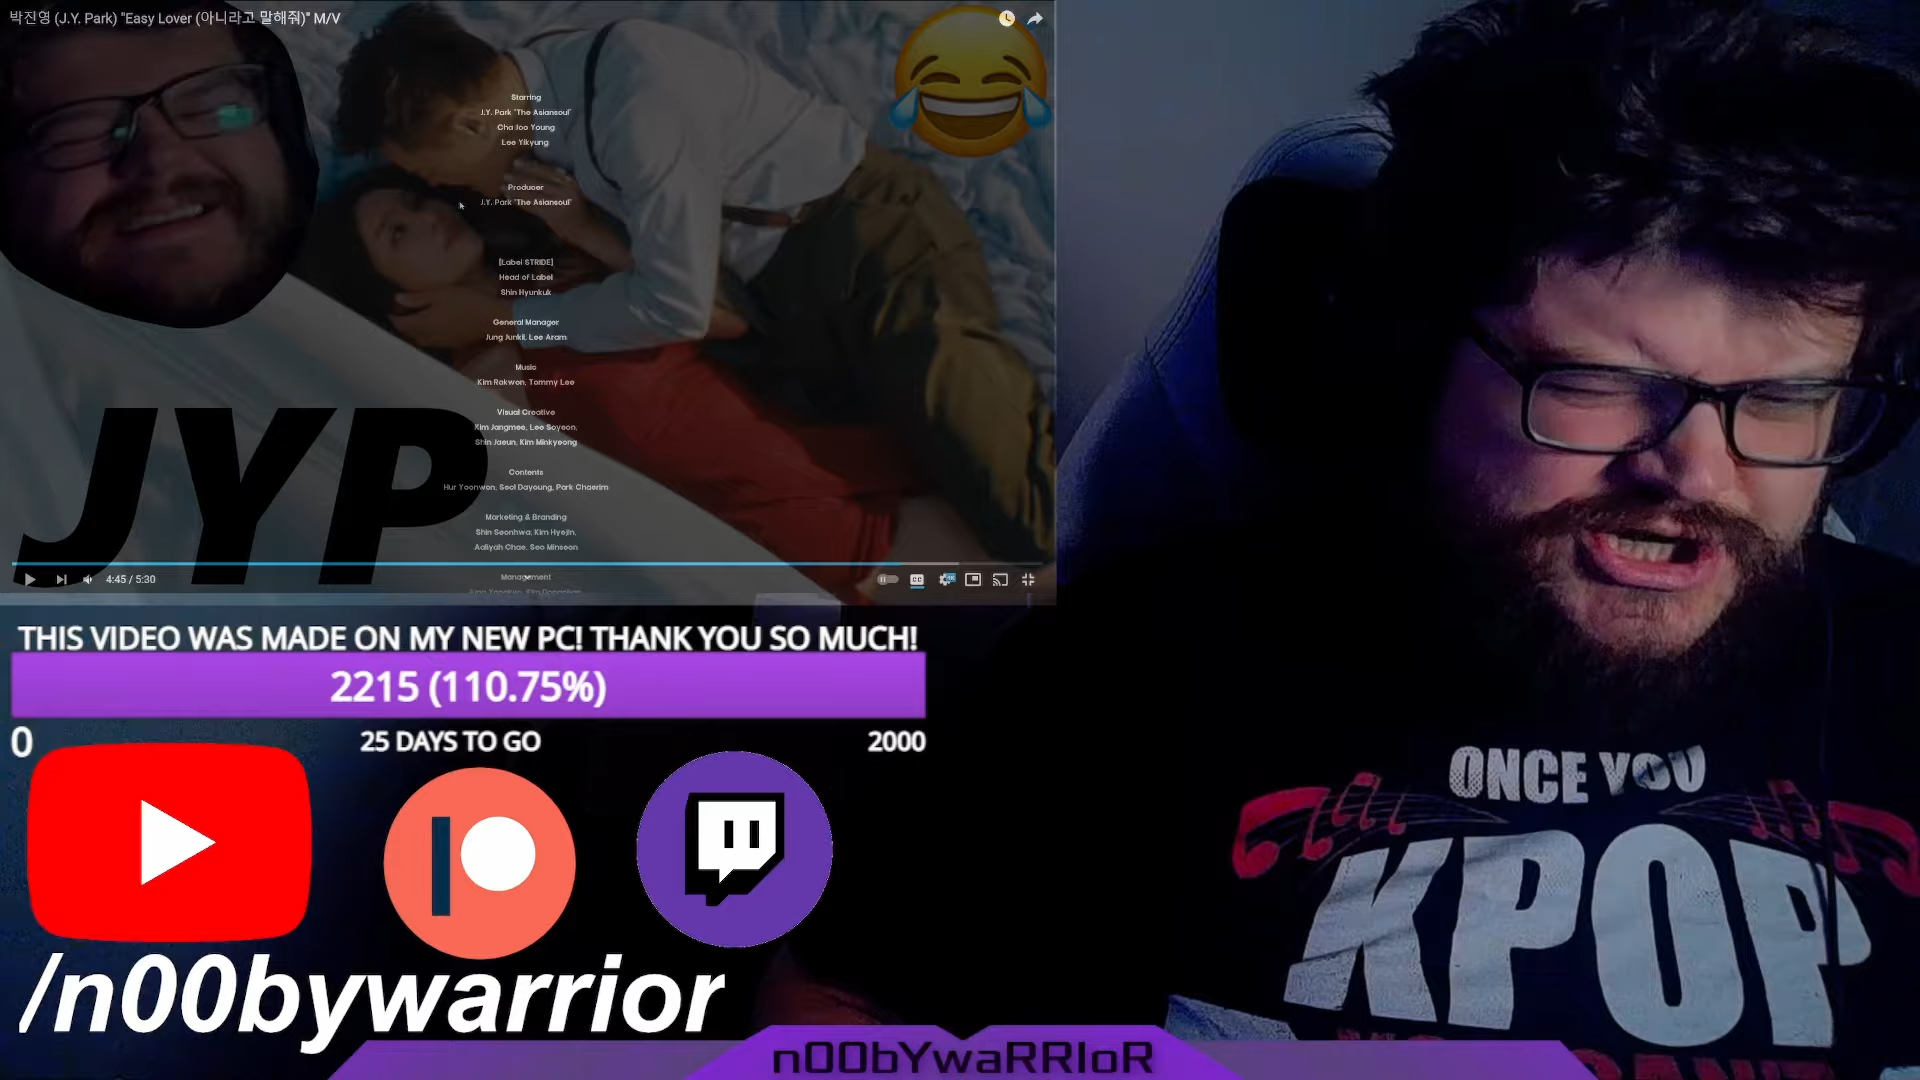 박진영 (J.Y. Park) "Easy Lover (아니라고 말해줘)" M/V
Starring
J.Y. Park "The Asiansoul"
Cha Joo Young
Lee Yikyung
Producer
J.Y. Park "The Asiansoul"
[Label STRIDE]
Head of Label
Shin Hyunkuk
General Manager
Jung Junkil, Lee Aram
Music
Kim Rakwon, Tommy Lee
Visual Creative
Kim Jangmee, Lee Soyeon,
Shin Jaeun, Kim Minkyeong
Contents
Hur Yoonwon, Seol Dayoung, Park Chaerim
Marketing & Branding
Shin Seonhwa, Kim Hyejin,
Aaliyah Chae, Seo Minseon
Management
JYP
4:45 / 5:30
CC
THIS VIDEO WAS MADE ON MY NEW PC! THANK YOU SO MUCH!
2215 (110.75%)
0
25 DAYS TO GO
2000
/n00bywarrior
n00bYwaRRIoR
ONCE YOU
KPOP